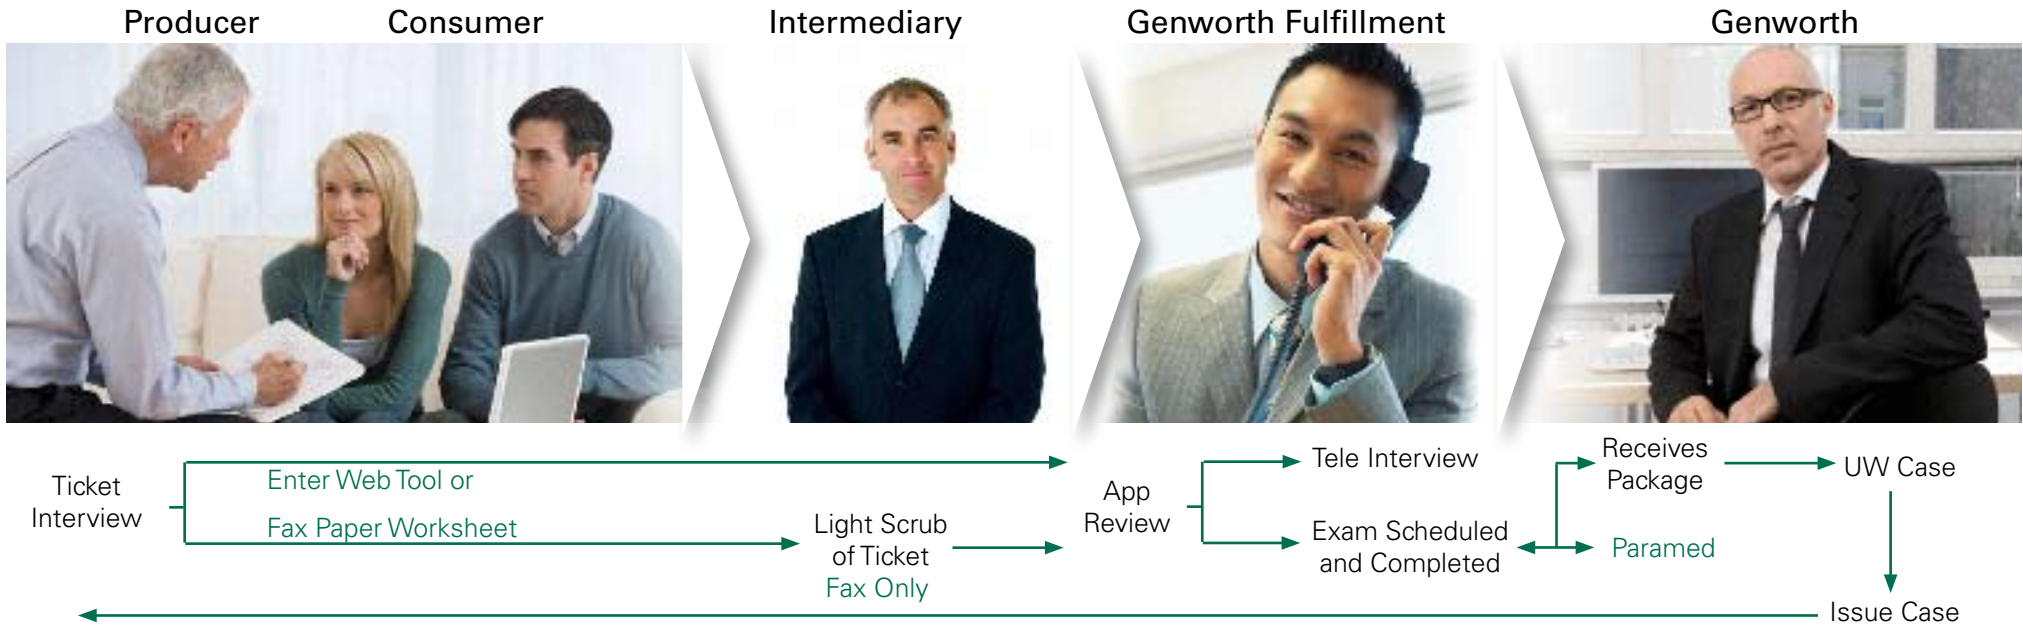 Producer
Consumer
Intermediary
Genworth Fulfillment
Genworth
Ticket
Interview
Enter Web Tool or
Fax Paper Worksheet
Light Scrub
of Ticket
Fax Only
App
Review
Tele Interview
Exam Scheduled
and Completed
Receives
Package
Paramed
UW Case
Issue Case